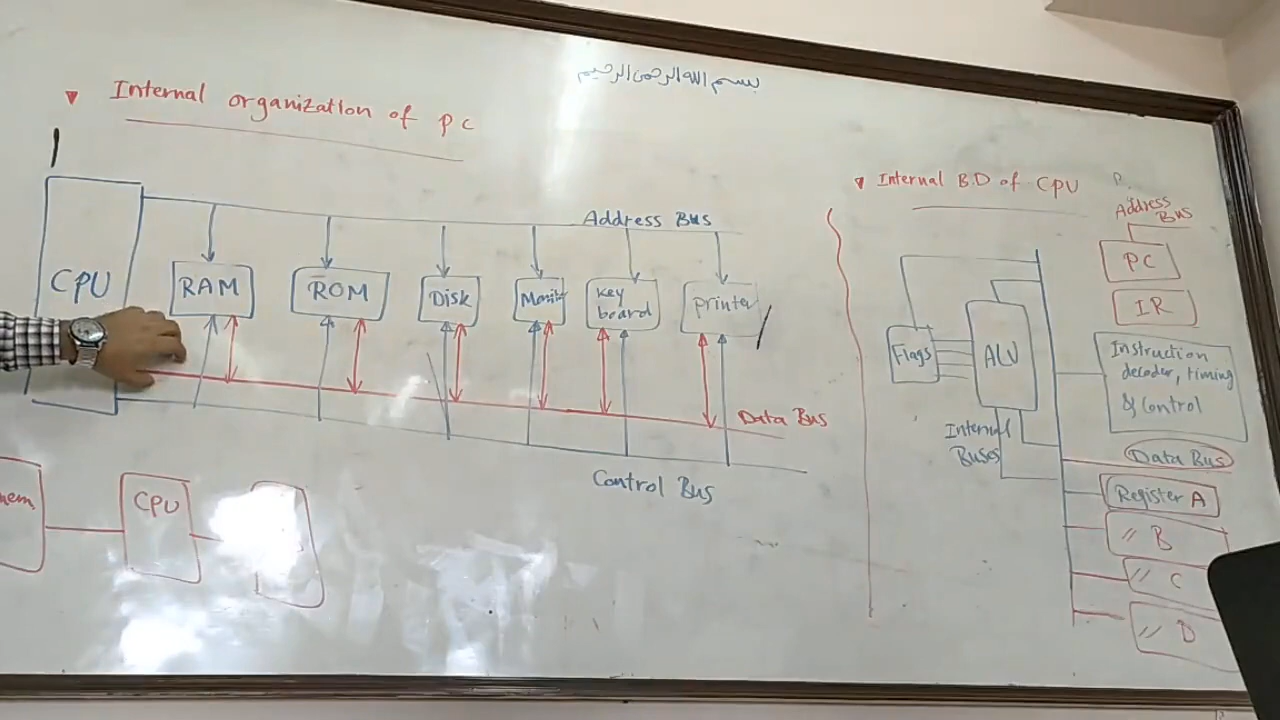 بسم الله الرحمن الرحيم
Internal organization of pc
Address Bus
CPU
RAM
ROM
Disk
Key
board
printer
Data Bus
Control Bus
mem
CPU
Internal B.D of CPU
Address
Bus
PC
IR
Flags
ALU
Instruction
decoder, timing
& Control
Internal
Buses
Data Bus
Register A
// B
// C
// D